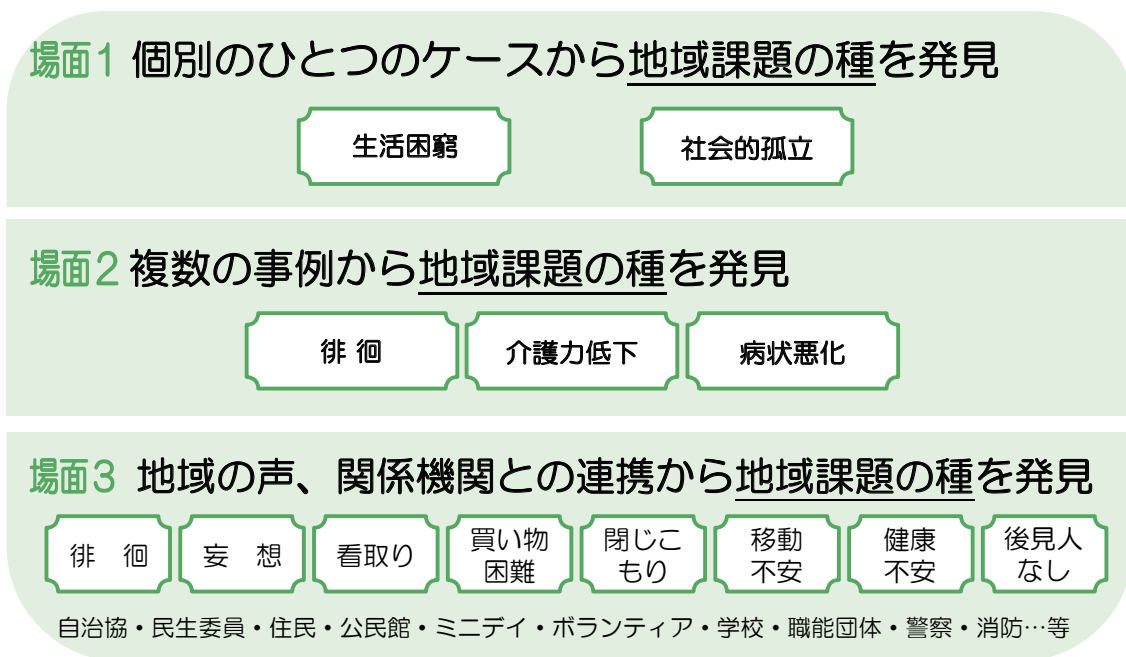 場面1 個別のひとつのケースから地域課題の種を発見
生活困窮
社会的孤立
場面2 複数の事例から地域課題の種を発見
徘 徊
介護力低下
病状悪化
場面3 地域の声、関係機関との連携から地域課題の種を発見
徘　徊
妄　想
看取り
買い物
困難
閉じこ
もり
移動
不安
健康
不安
後見人
なし
自治協・民生委員・住民・公民館・ミニデイ・ボランティア・学校・職能団体・警察・消防…等